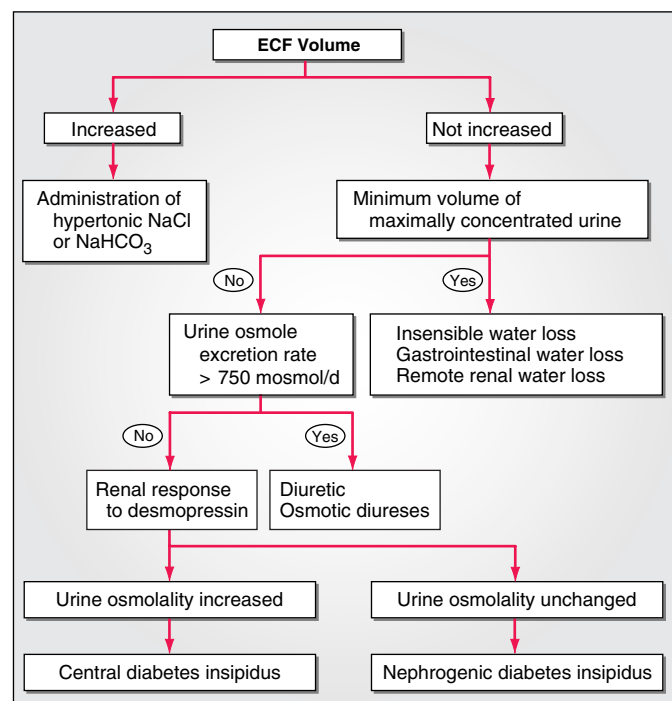 ECF Volume
Increased
Not increased
Administration of
hypertonic NaCl
or NaHCO3
Minimum volume of
maximally concentrated urine
No
Yes
Urine osmole
excretion rate
> 750 mosmol/d
Insensible water loss
Gastrointestinal water loss
Remote renal water loss
No
Yes
Renal response
to desmopressin
Diuretic
Osmotic diureses
Urine osmolality increased
Urine osmolality unchanged
Central diabetes insipidus
Nephrogenic diabetes insipidus